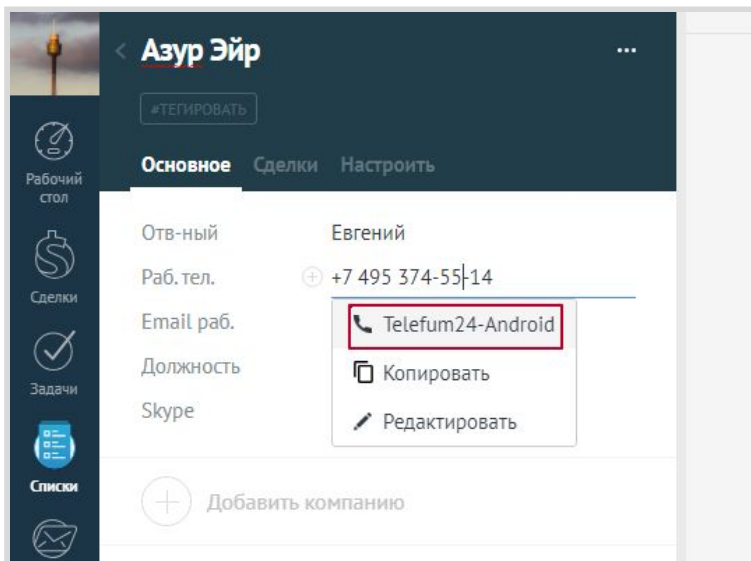 Азур Эйр
...
#ТЕГИРОВАТЬ
Основное Сделки Настроить
Рабочий
стол
Сделки
Задачи
Списки
Отв-ный Евгений
Раб. тел. +7 495 374-55-14
Email раб.
Должность
Skype
Telefum24-Android
Копировать
Редактировать
Добавить компанию